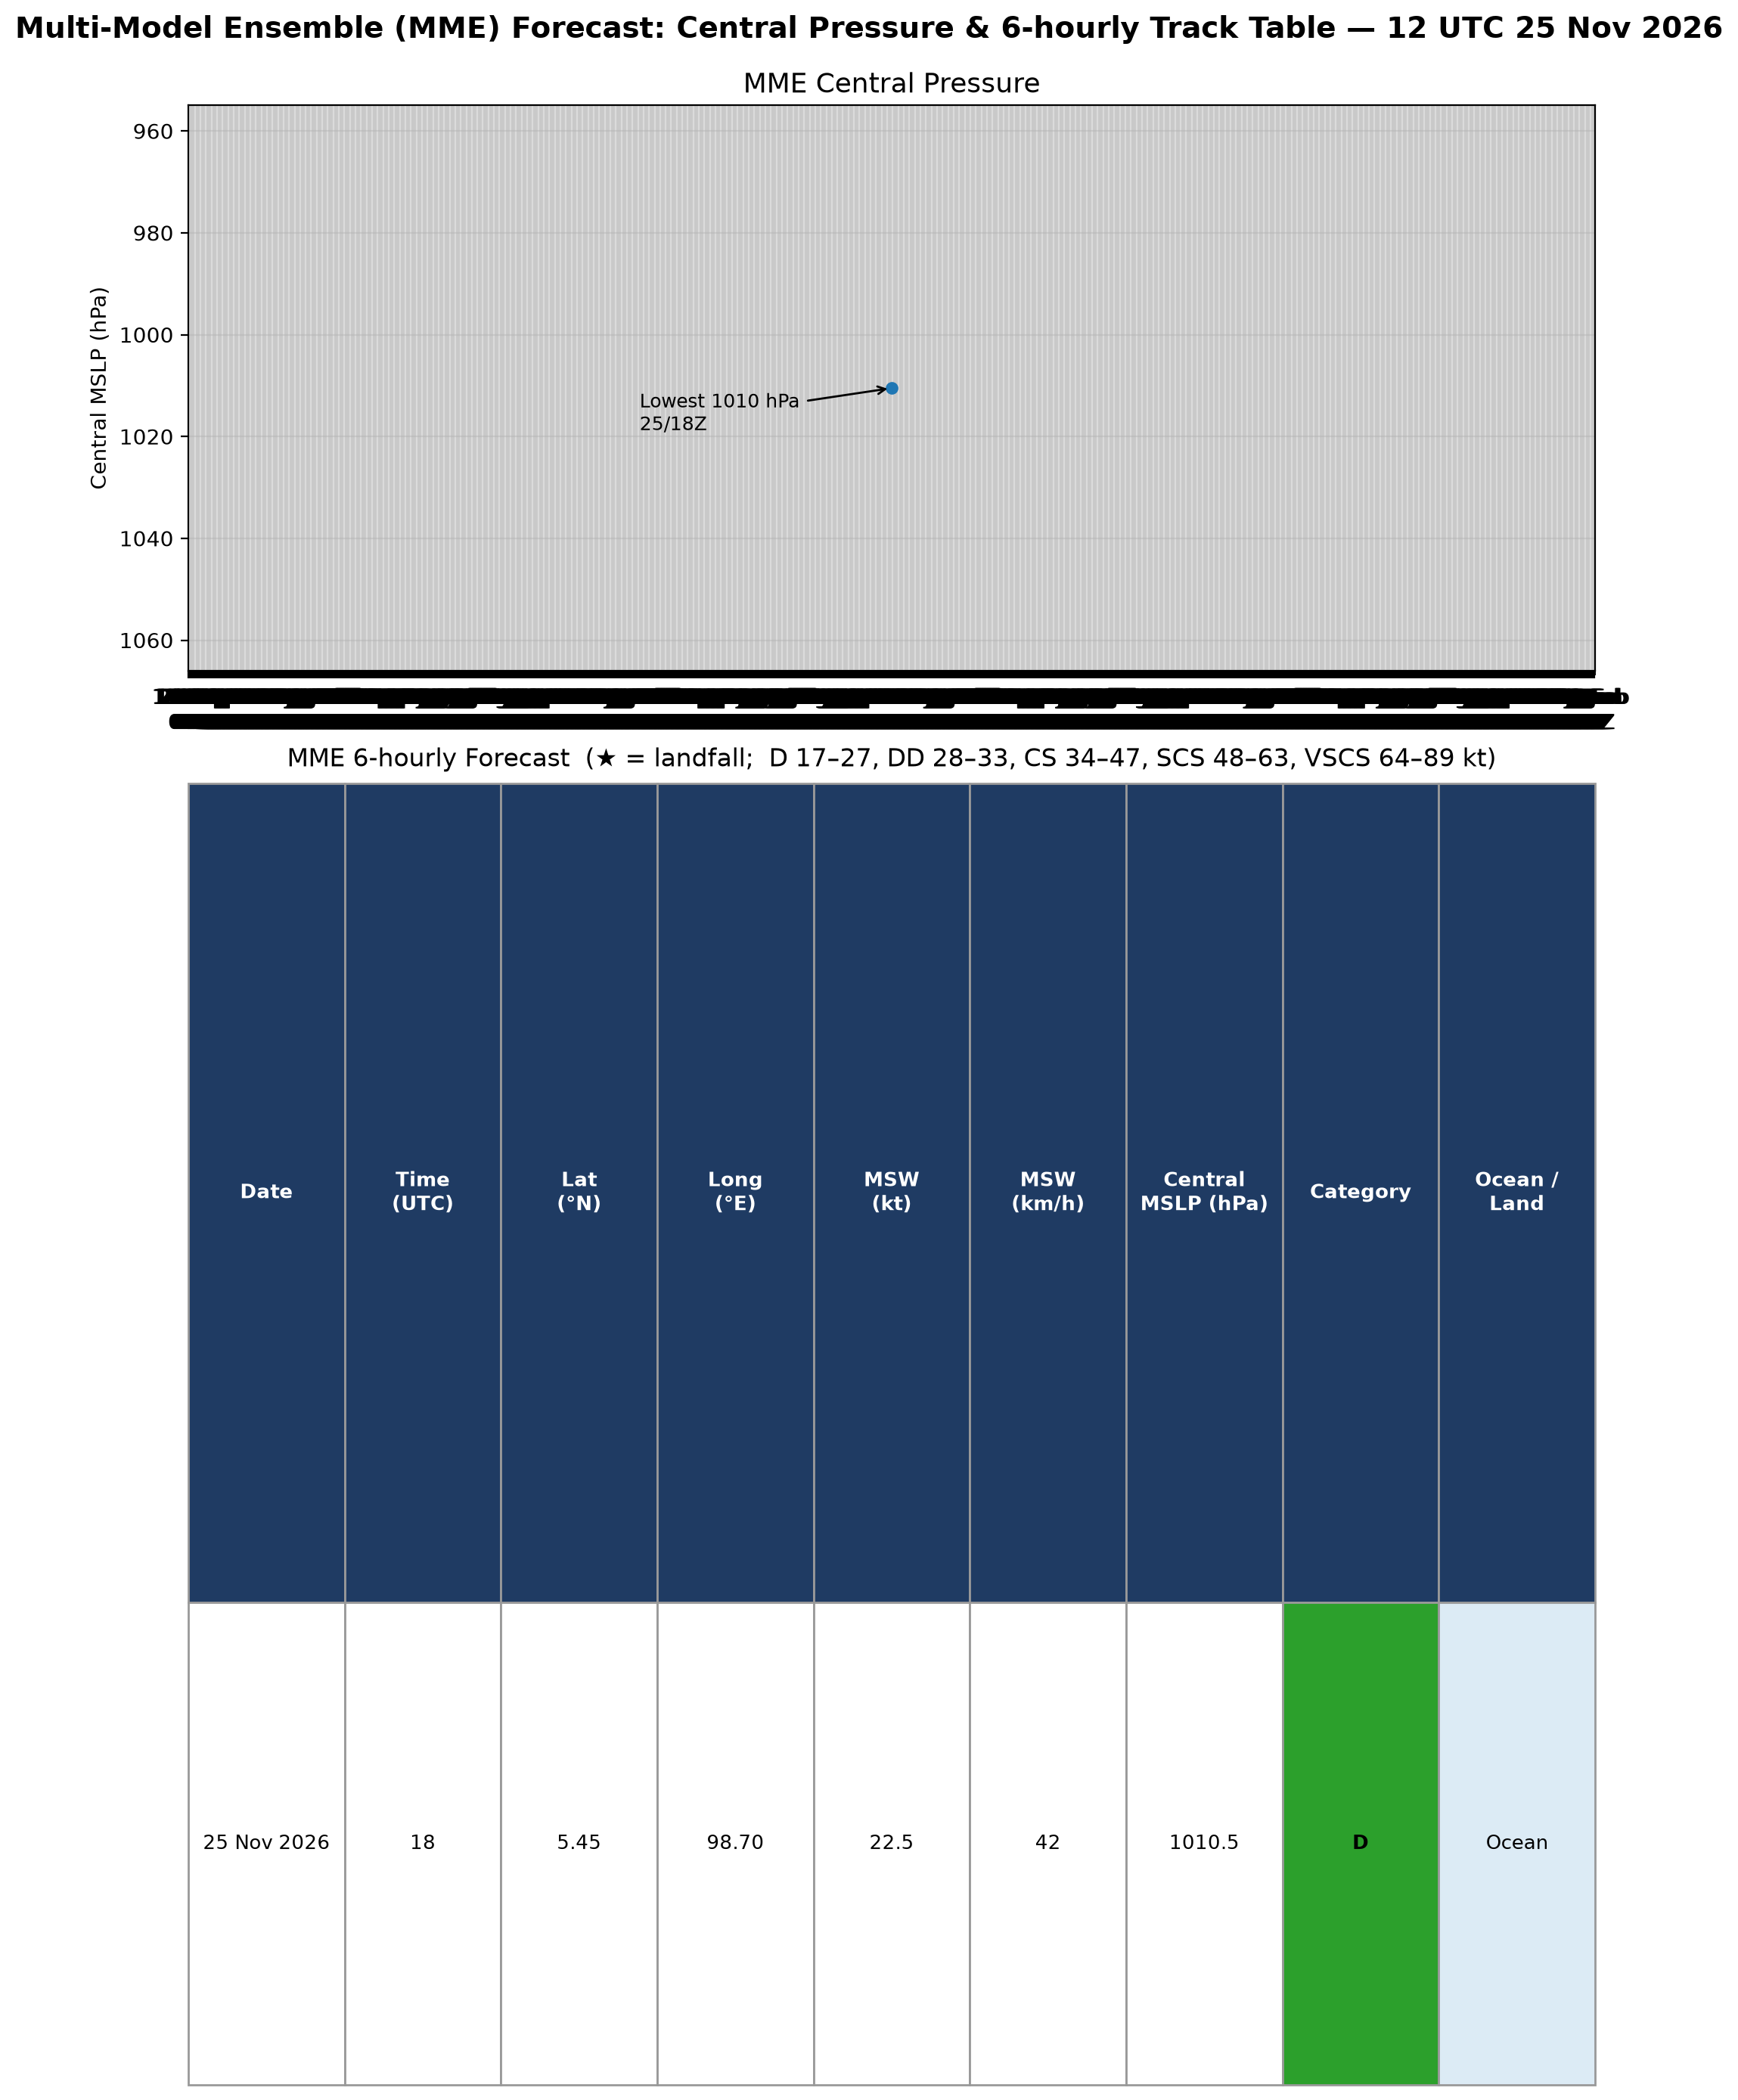 Multi-Model Ensemble (MME) Forecast: Central Pressure & 6-hourly Track Table — 12 UTC 25 Nov 2026
MME Central Pressure
Central MSLP (hPa)
960
980
1000
1020
1040
1060
Lowest 1010 hPa
25/18Z
MME 6-hourly Forecast (★ = landfall; D 17–27, DD 28–33, CS 34–47, SCS 48–63, VSCS 64–89 kt)
Date
Time
(UTC)
Lat
(°N)
Long
(°E)
MSW
(kt)
MSW
(km/h)
Central
MSLP (hPa)
Category
Ocean /
Land
25 Nov 2026 18 5.45 98.70 22.5 42 1010.5 D Ocean